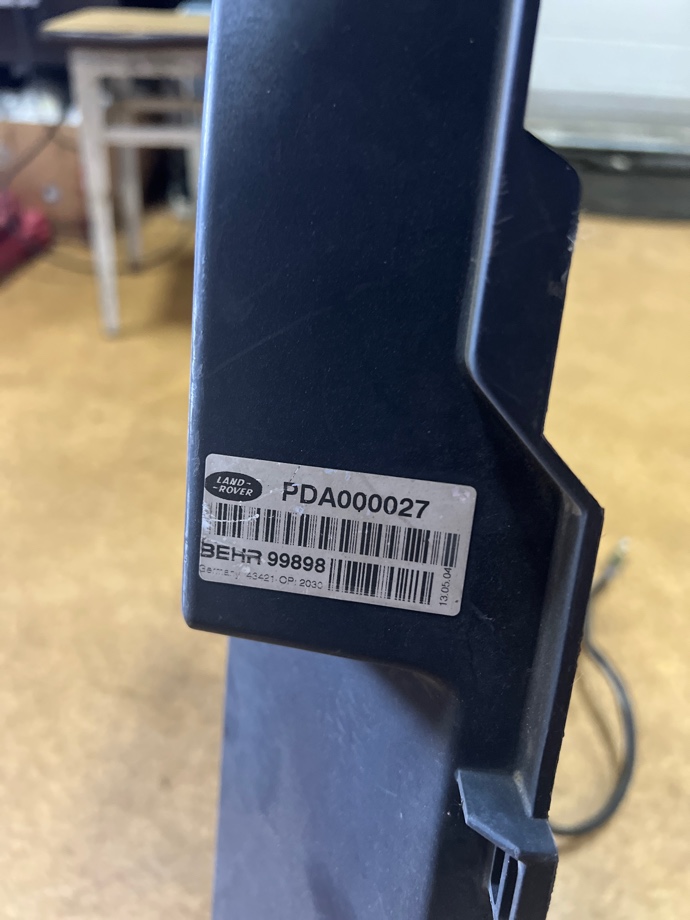 LAND-
-ROVER
PDA000027
BEHR 99898
Germany 43421 OP: 2030
13.05.04